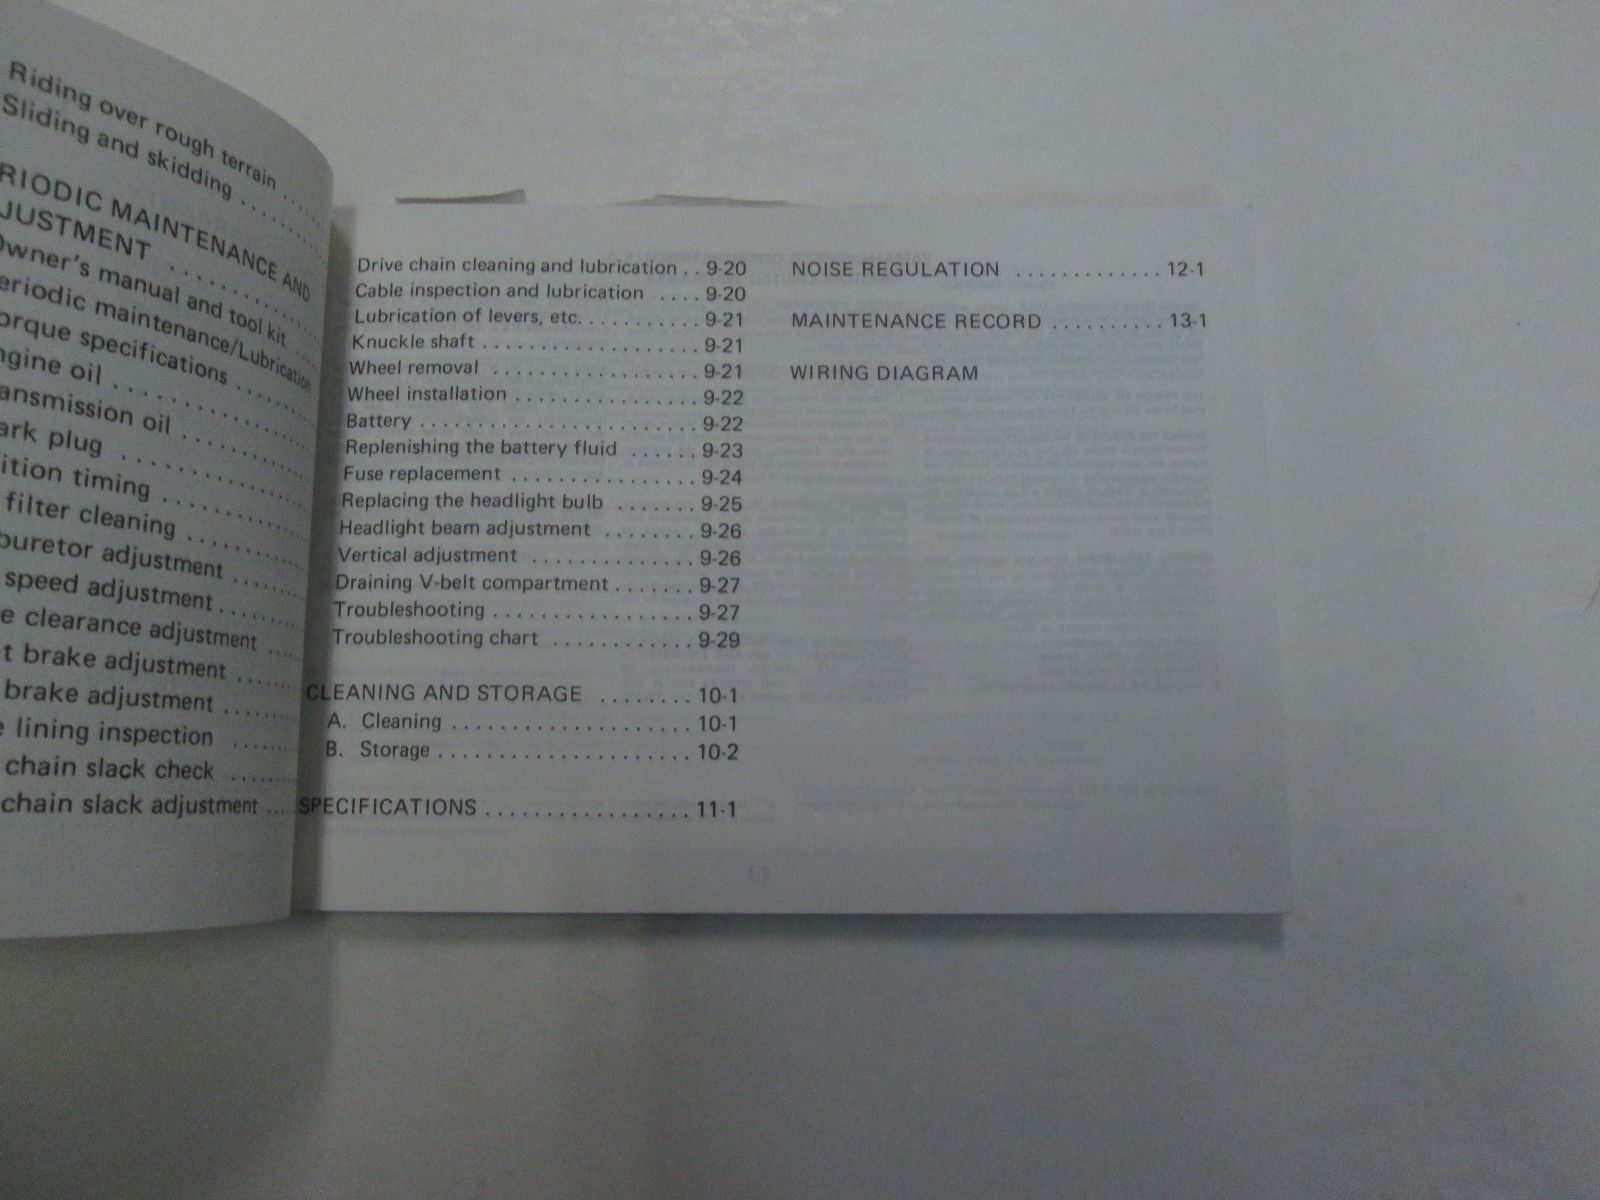 Riding over rough terrain . . . . .
Sliding and skidding . . . . . . . .
RIODIC MAINTENANCE AND
JUSTMENT . . . . . . . . . . . .
Owner's manual and tool kit . . . .
eriodic maintenance/Lubrication
orque specifications . . . . . . . .
ngine oil . . . . . . . . . . . . . . . .
ansmission oil . . . . . . . . . . . .
ark plug . . . . . . . . . . . . . . . .
ition timing . . . . . . . . . . . . .
filter cleaning . . . . . . . . . . . .
buretor adjustment . . . . . . . .
speed adjustment . . . . . . . . .
e clearance adjustment . . . . .
t brake adjustment . . . . . . . .
brake adjustment . . . . . . . . .
lining inspection . . . . . . . .
chain slack check . . . . . . . .
chain slack adjustment . . .
Drive chain cleaning and lubrication . . 9-20
Cable inspection and lubrication . . . . 9-20
Lubrication of levers, etc. . . . . . . . . . . 9-21
Knuckle shaft . . . . . . . . . . . . . . . . . . 9-21
Wheel removal . . . . . . . . . . . . . . . . . 9-21
Wheel installation . . . . . . . . . . . . . . . 9-22
Battery . . . . . . . . . . . . . . . . . . . . . . . 9-22
Replenishing the battery fluid . . . . . . 9-23
Fuse replacement . . . . . . . . . . . . . . . 9-24
Replacing the headlight bulb . . . . . . . 9-25
Headlight beam adjustment . . . . . . . . 9-26
Vertical adjustment . . . . . . . . . . . . . . 9-26
Draining V-belt compartment . . . . . . . 9-27
Troubleshooting . . . . . . . . . . . . . . . . . 9-27
Troubleshooting chart . . . . . . . . . . . . 9-29
CLEANING AND STORAGE . . . . . . . . 10-1
A. Cleaning . . . . . . . . . . . . . . . . . . . . 10-1
B. Storage . . . . . . . . . . . . . . . . . . . . . 10-2
SPECIFICATIONS . . . . . . . . . . . . . . . . . 11-1
NOISE REGULATION . . . . . . . . . . . . . 12-1
MAINTENANCE RECORD . . . . . . . . . . 13-1
WIRING DIAGRAM